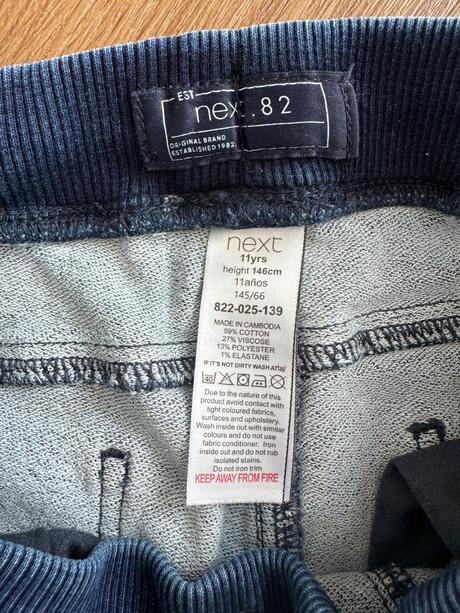 EST
next.82
ORIGINAL BRAND
ESTABLISHED 1982.
next
11yrs
height 146cm
11años
145/66
822-025-139
MADE IN CAMBODIA
59% COTTON
27% VISCOSE
13% POLYESTER
1% ELASTANE
IF IT'S NOT DIRTY WASH AT
40
Due to the nature of this
product avoid contact with
light coloured fabrics,
surfaces and upholstery.
Wash inside out with similar
colours and do not use
fabric conditioner. Iron
inside out and do not rub
isolated stains.
Do not iron trim
KEEP AWAY FROM FIRE